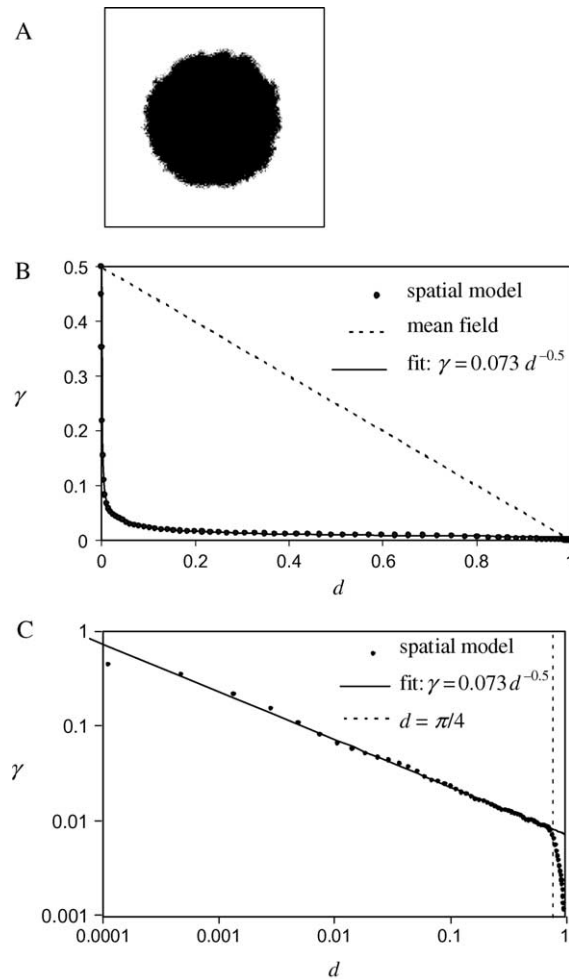 A
B
0.5
spatial model
0.4
mean field
fit: γ = 0.073 d^−0.5
0.3
γ
0.2
0.1
0
0 0.2 0.4 0.6 0.8 1
d
C
1
spatial model
fit: γ = 0.073 d^−0.5
d = π/4
0.1
γ
0.01
0.001
0.0001 0.001 0.01 0.1 1
d